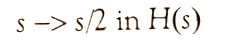 s –> s/2 in H(s)